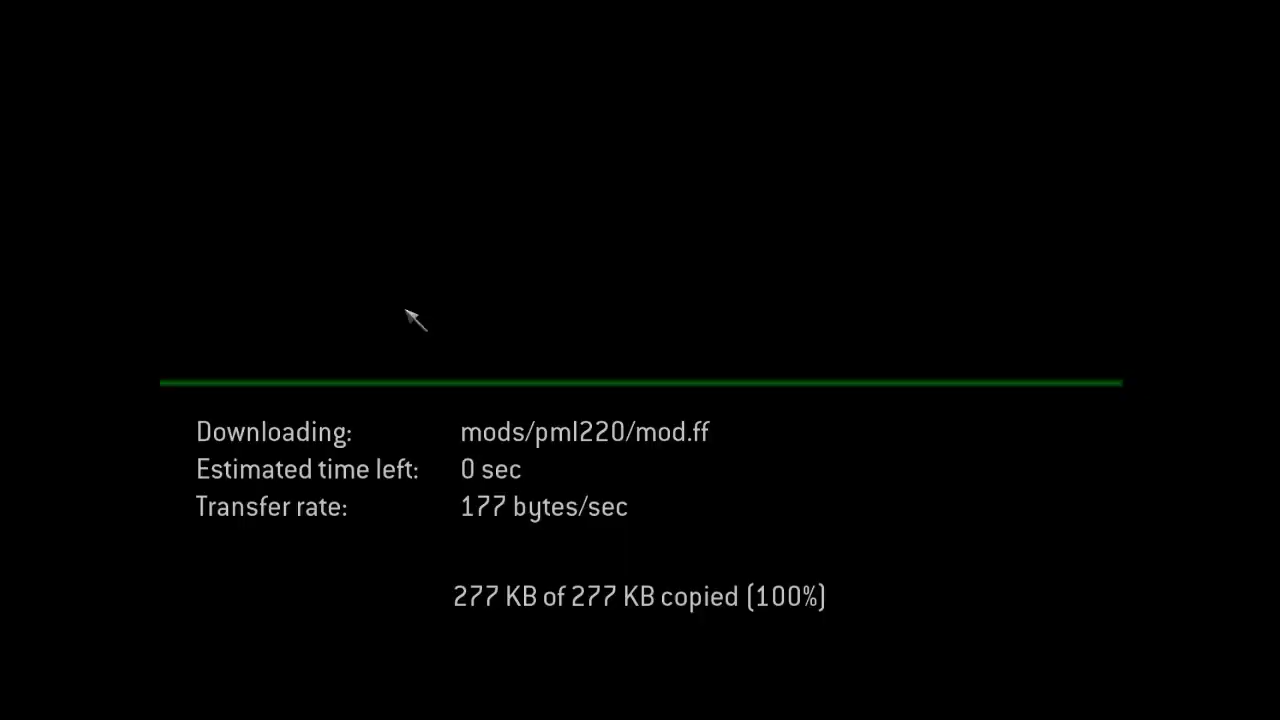 Downloading: mods/pml220/mod.ff
Estimated time left: 0 sec
Transfer rate: 177 bytes/sec
277 KB of 277 KB copied (100%)